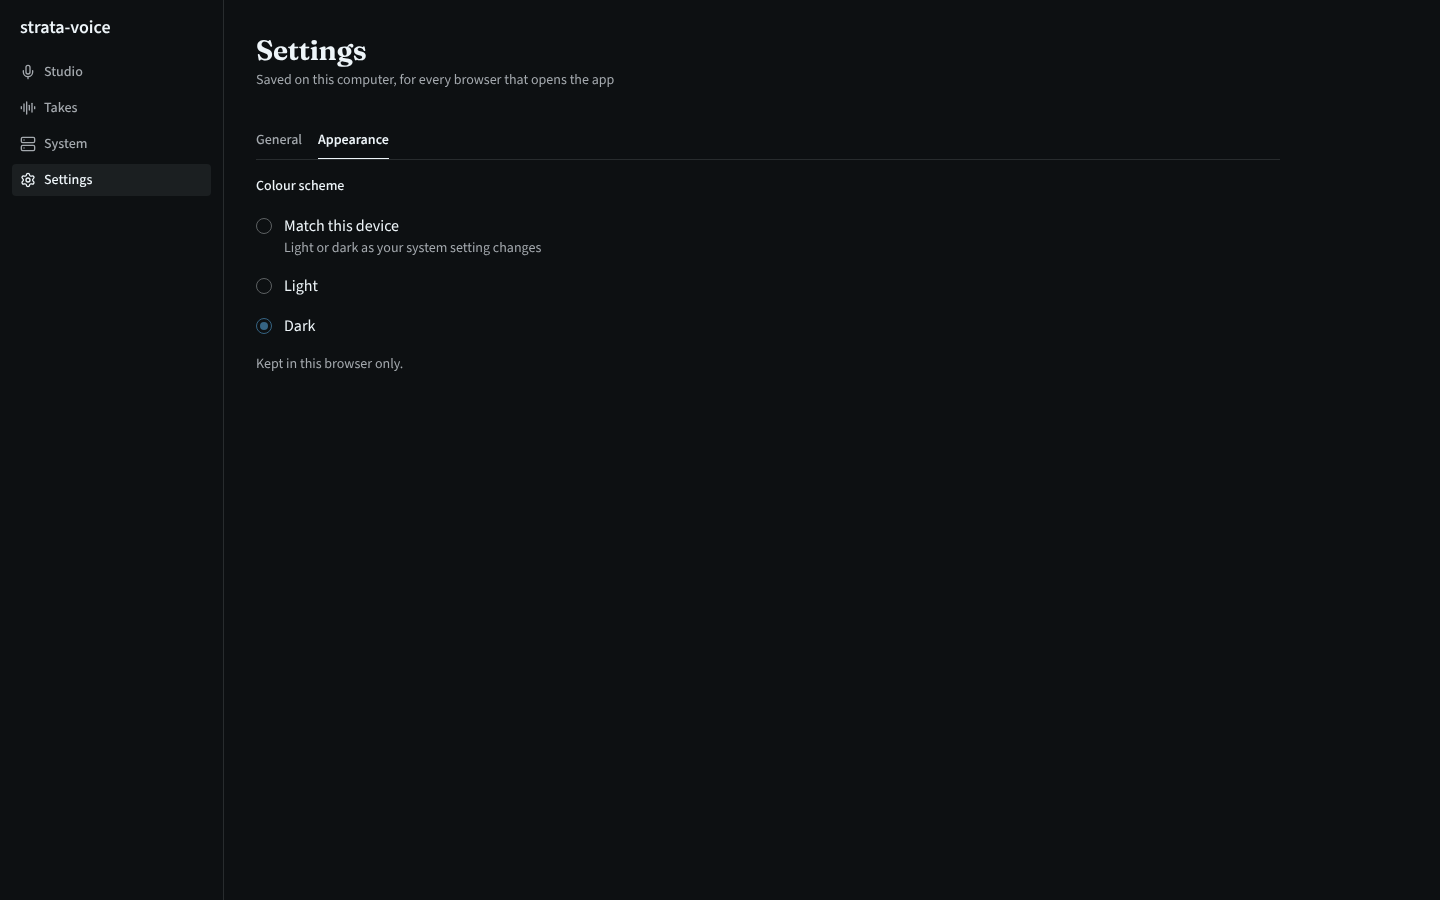 strata-voice
Studio
Takes
System
Settings
Settings
Saved on this computer, for every browser that opens the app
General
Appearance
Colour scheme
Match this device
Light or dark as your system setting changes
Light
Dark
Kept in this browser only.